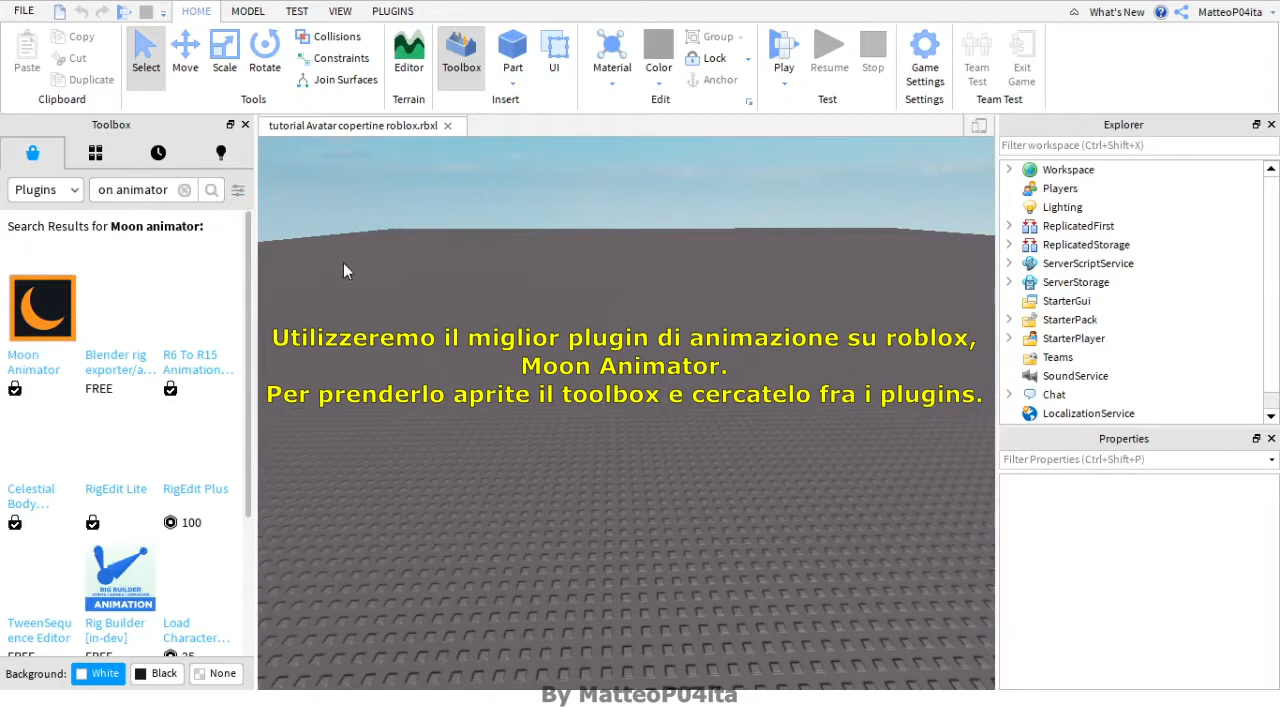 FILE
HOME
MODEL
TEST
VIEW
PLUGINS
What's New
MatteoP04ita
Paste
Copy
Cut
Duplicate
Clipboard
Select
Move
Scale
Rotate
Collisions
Constraints
Join Surfaces
Tools
Editor
Terrain
Toolbox
Part
UI
Insert
Material
Color
Group
Lock
Anchor
Edit
Play
Resume
Stop
Test
Game
Settings
Settings
Team
Test
Exit
Game
Team Test
Toolbox
Plugins
on animator
Search Results for Moon animator:
Moon
Animator
Blender rig
exporter/a...
FREE
R6 To R15
Animation...
Celestial
Body...
RigEdit Lite
RigEdit Plus
100
RIG BUILDER
ANIMATION
TweenSequ
ence Editor
FREE
Rig Builder
[in-dev]
FREE
Load
Character...
25
Background:
White
Black
None
tutorial Avatar copertine roblox.rbxl
Utilizzeremo il miglior plugin di animazione su roblox,
Moon Animator.
Per prenderlo aprite il toolbox e cercatelo fra i plugins.
By MatteoP04ita
Explorer
Filter workspace (Ctrl+Shift+X)
Workspace
Players
Lighting
ReplicatedFirst
ReplicatedStorage
ServerScriptService
ServerStorage
StarterGui
StarterPack
StarterPlayer
Teams
SoundService
Chat
LocalizationService
Properties
Filter Properties (Ctrl+Shift+P)